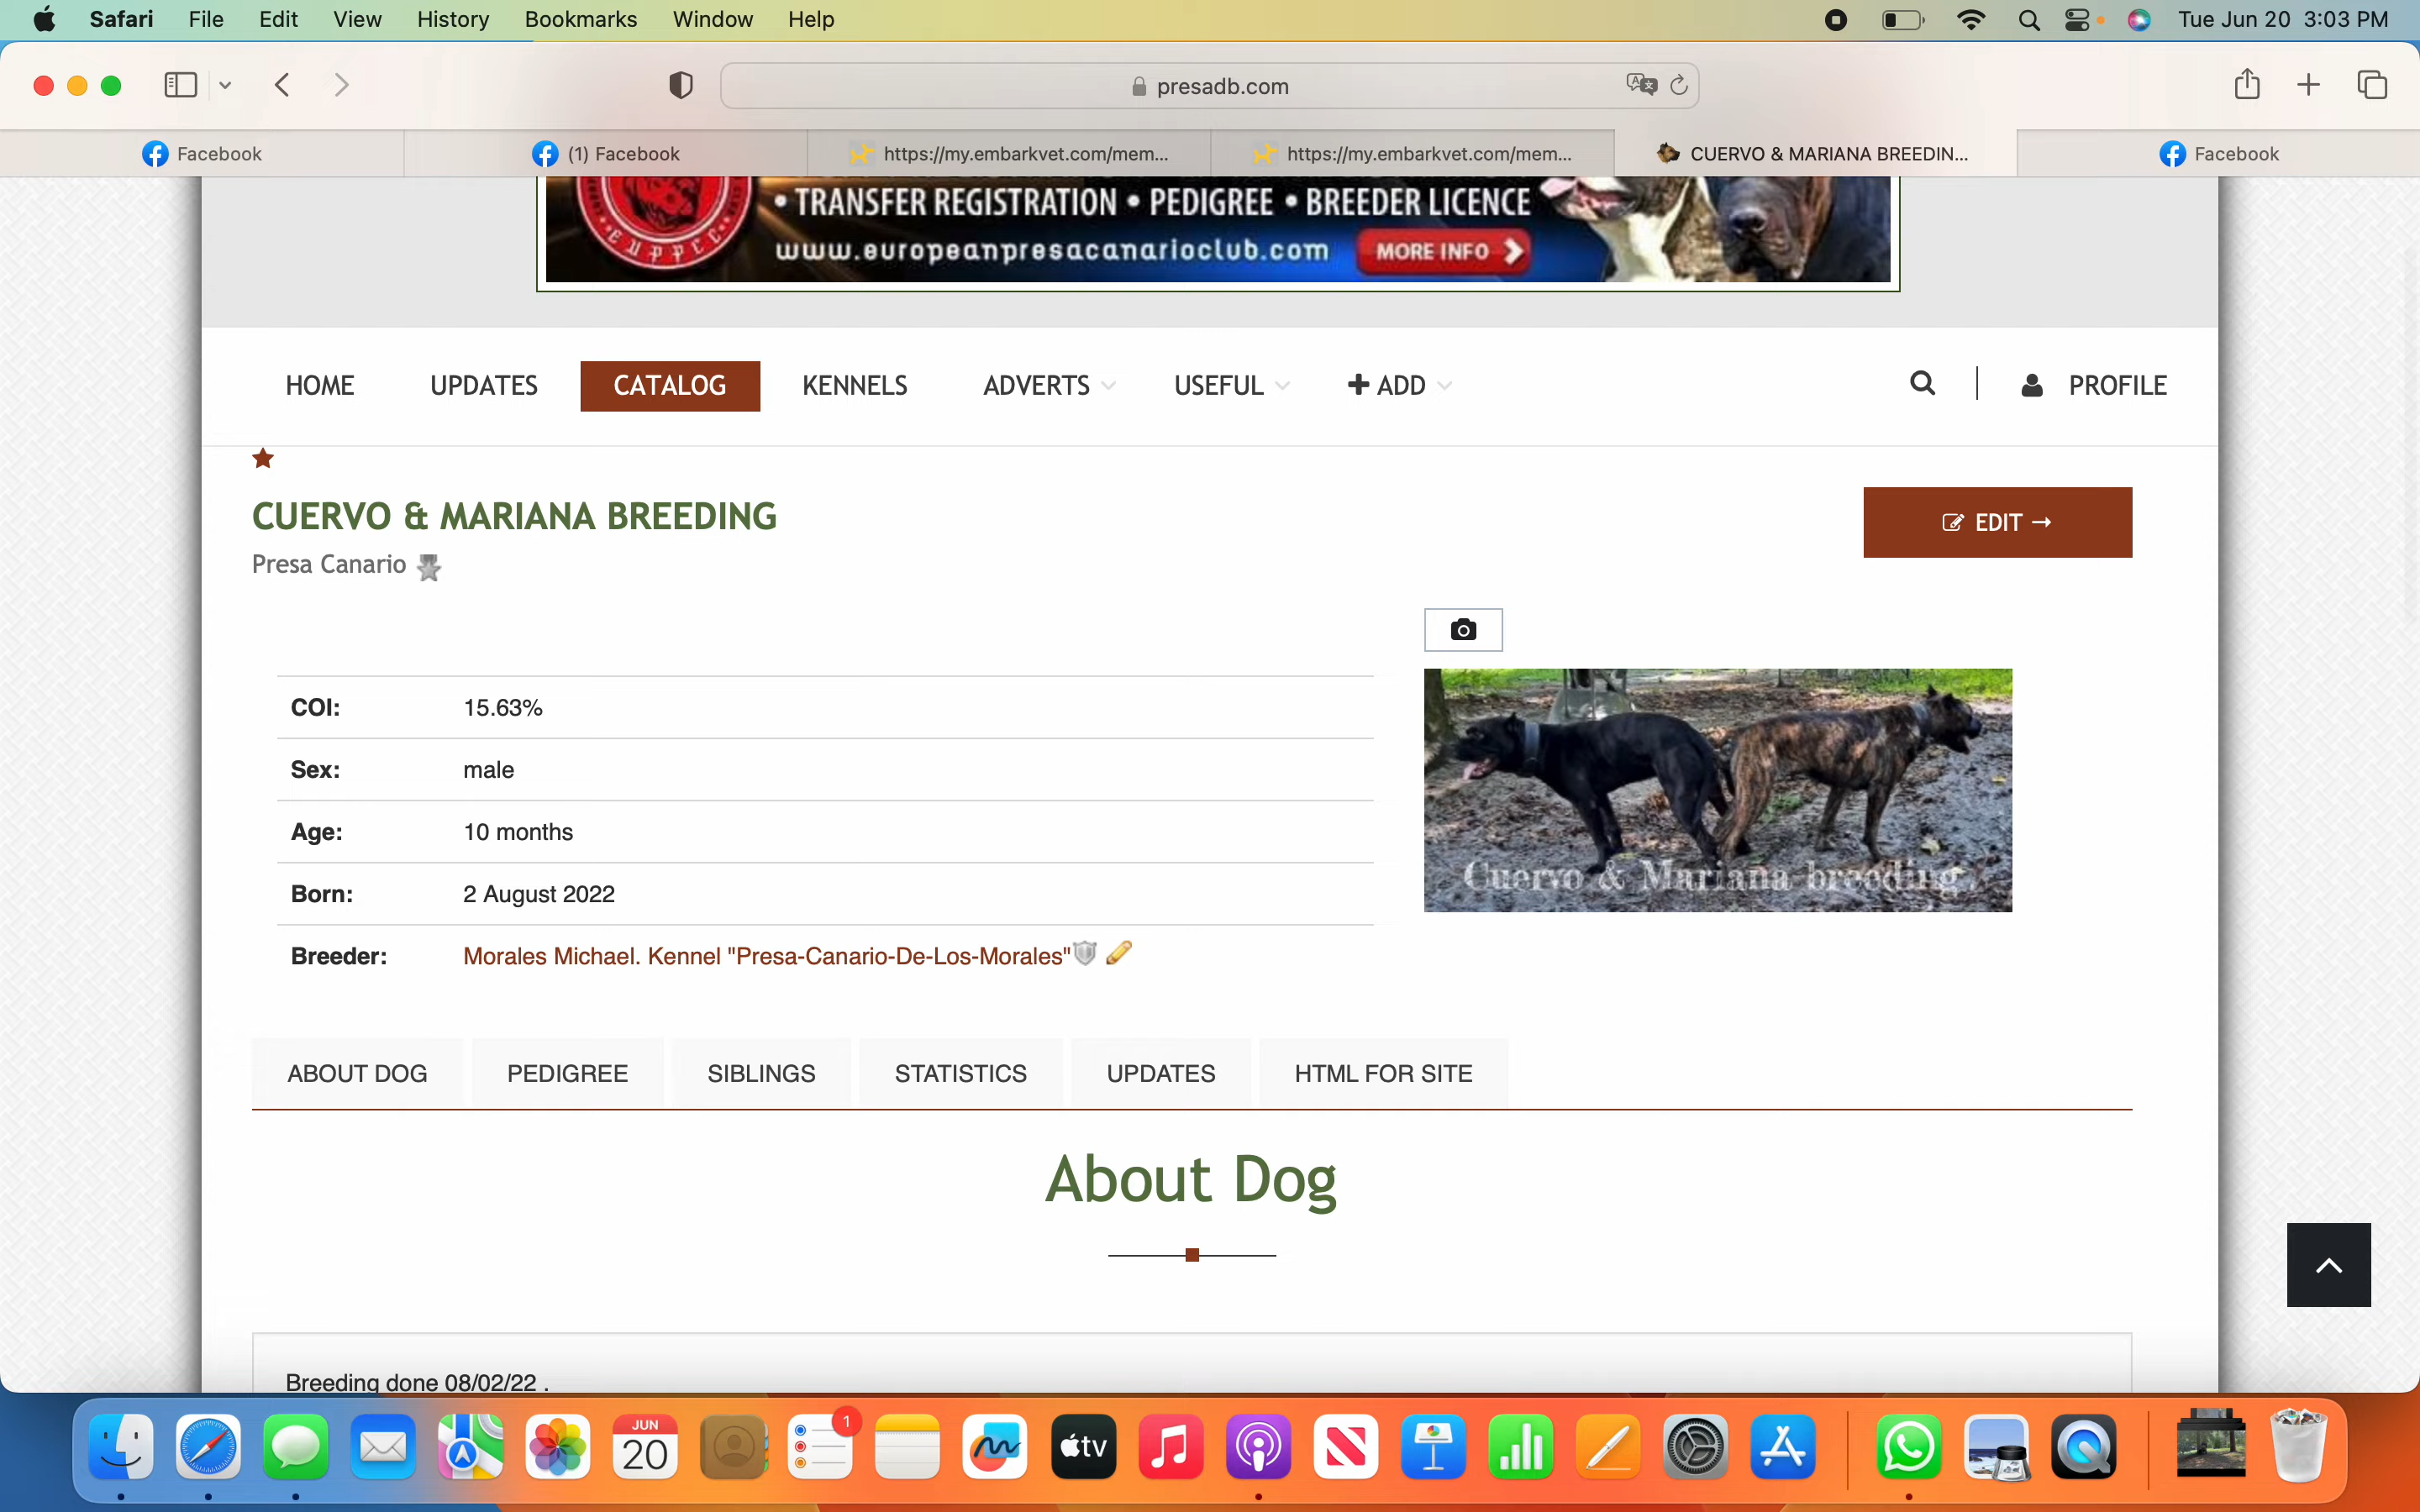 Safari File Edit View History Bookmarks Window Help Tue Jun 20 3:03 PM
presadb.com
Facebook (1) Facebook https://my.embarkvet.com/mem... https://my.embarkvet.com/mem... CUERVO & MARIANA BREEDIN... Facebook
• TRANSFER REGISTRATION • PEDIGREE • BREEDER LICENCE
E.U.P.P.C.C.
www.europeanpresacanarioclub.com MORE INFO
HOME UPDATES CATALOG KENNELS ADVERTS USEFUL + ADD PROFILE
CUERVO & MARIANA BREEDING
EDIT →
Presa Canario
COI: 15.63%
Sex: male
Age: 10 months
Born: 2 August 2022
Breeder: Morales Michael. Kennel "Presa-Canario-De-Los-Morales"
Cuervo & Mariana breeding .
ABOUT DOG PEDIGREE SIBLINGS STATISTICS UPDATES HTML FOR SITE
About Dog
Breeding done 08/02/22 .
JUN
20
1
tv